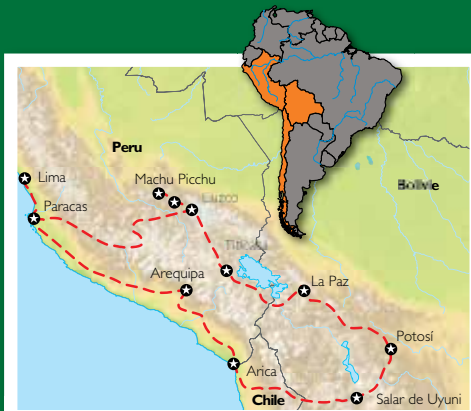 Peru
Lima
Machu Picchu
Bolivie
Paracas
Arequipa
La Paz
Potosí
Arica
Chile
Salar de Uyuni